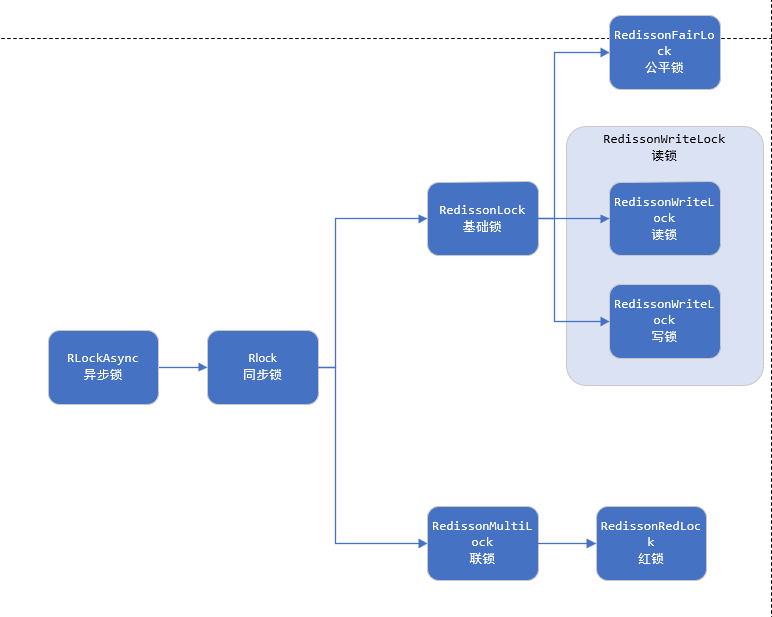 RedissonFairLo
ck
公平锁
RedissonWriteLock
读锁
RedissonWriteL
ock
读锁
RedissonLock
基础锁
RedissonWriteL
ock
写锁
RLockAsync
异步锁
Rlock
同步锁
RedissonMultiL
ock
联锁
RedissonRedLoc
k
红锁